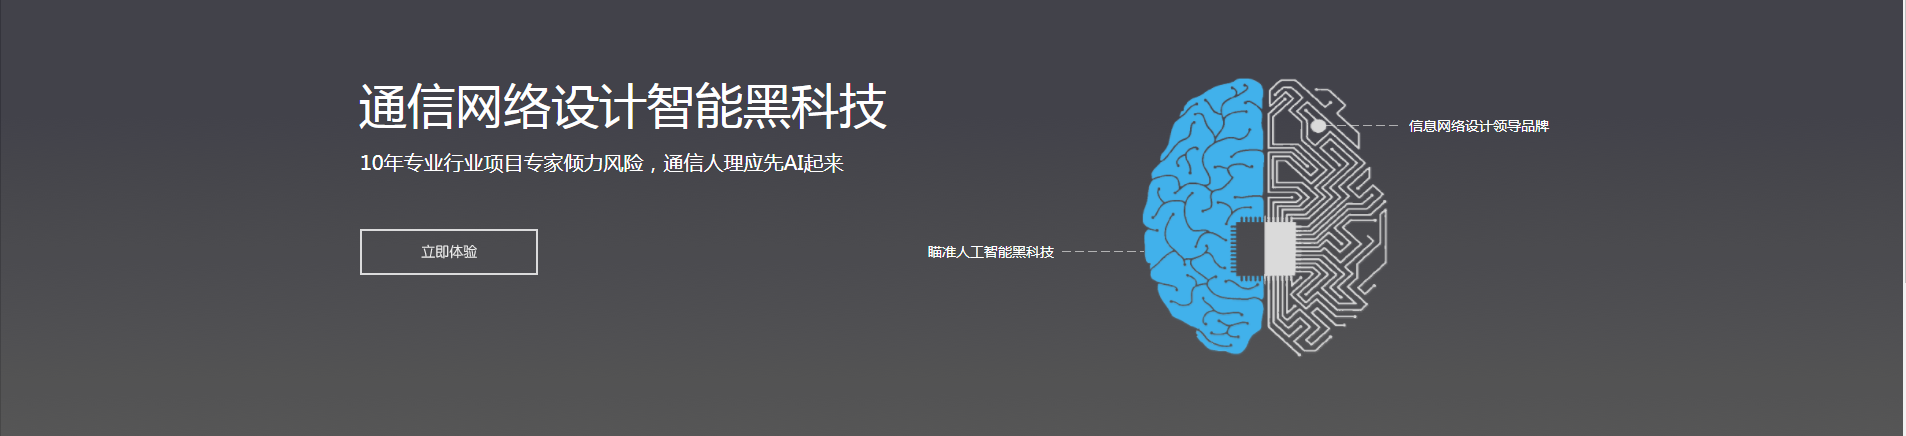 通信网络设计智能黑科技
10年专业行业项目专家倾力风险，通信人理应先AI起来
立即体验
信息网络设计领导品牌
瞄准人工智能黑科技